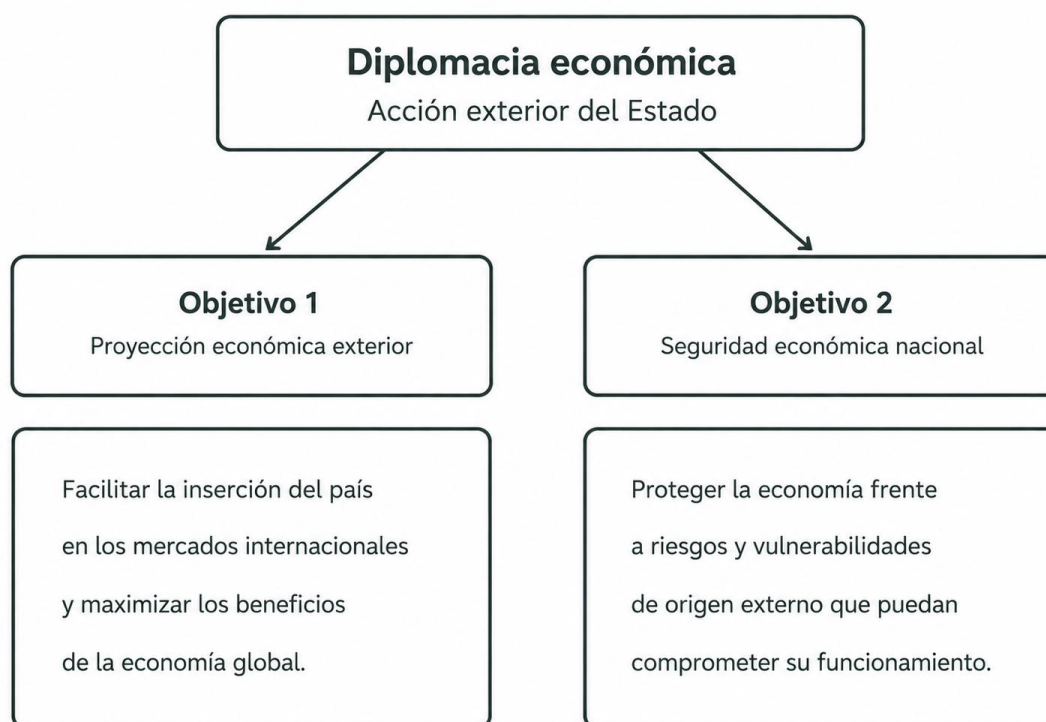 Diplomacia económica
Acción exterior del Estado
Objetivo 1
Proyección económica exterior
Facilitar la inserción del país
en los mercados internacionales
y maximizar los beneficios
de la economía global.
Objetivo 2
Seguridad económica nacional
Proteger la economía frente
a riesgos y vulnerabilidades
de origen externo que puedan
comprometer su funcionamiento.